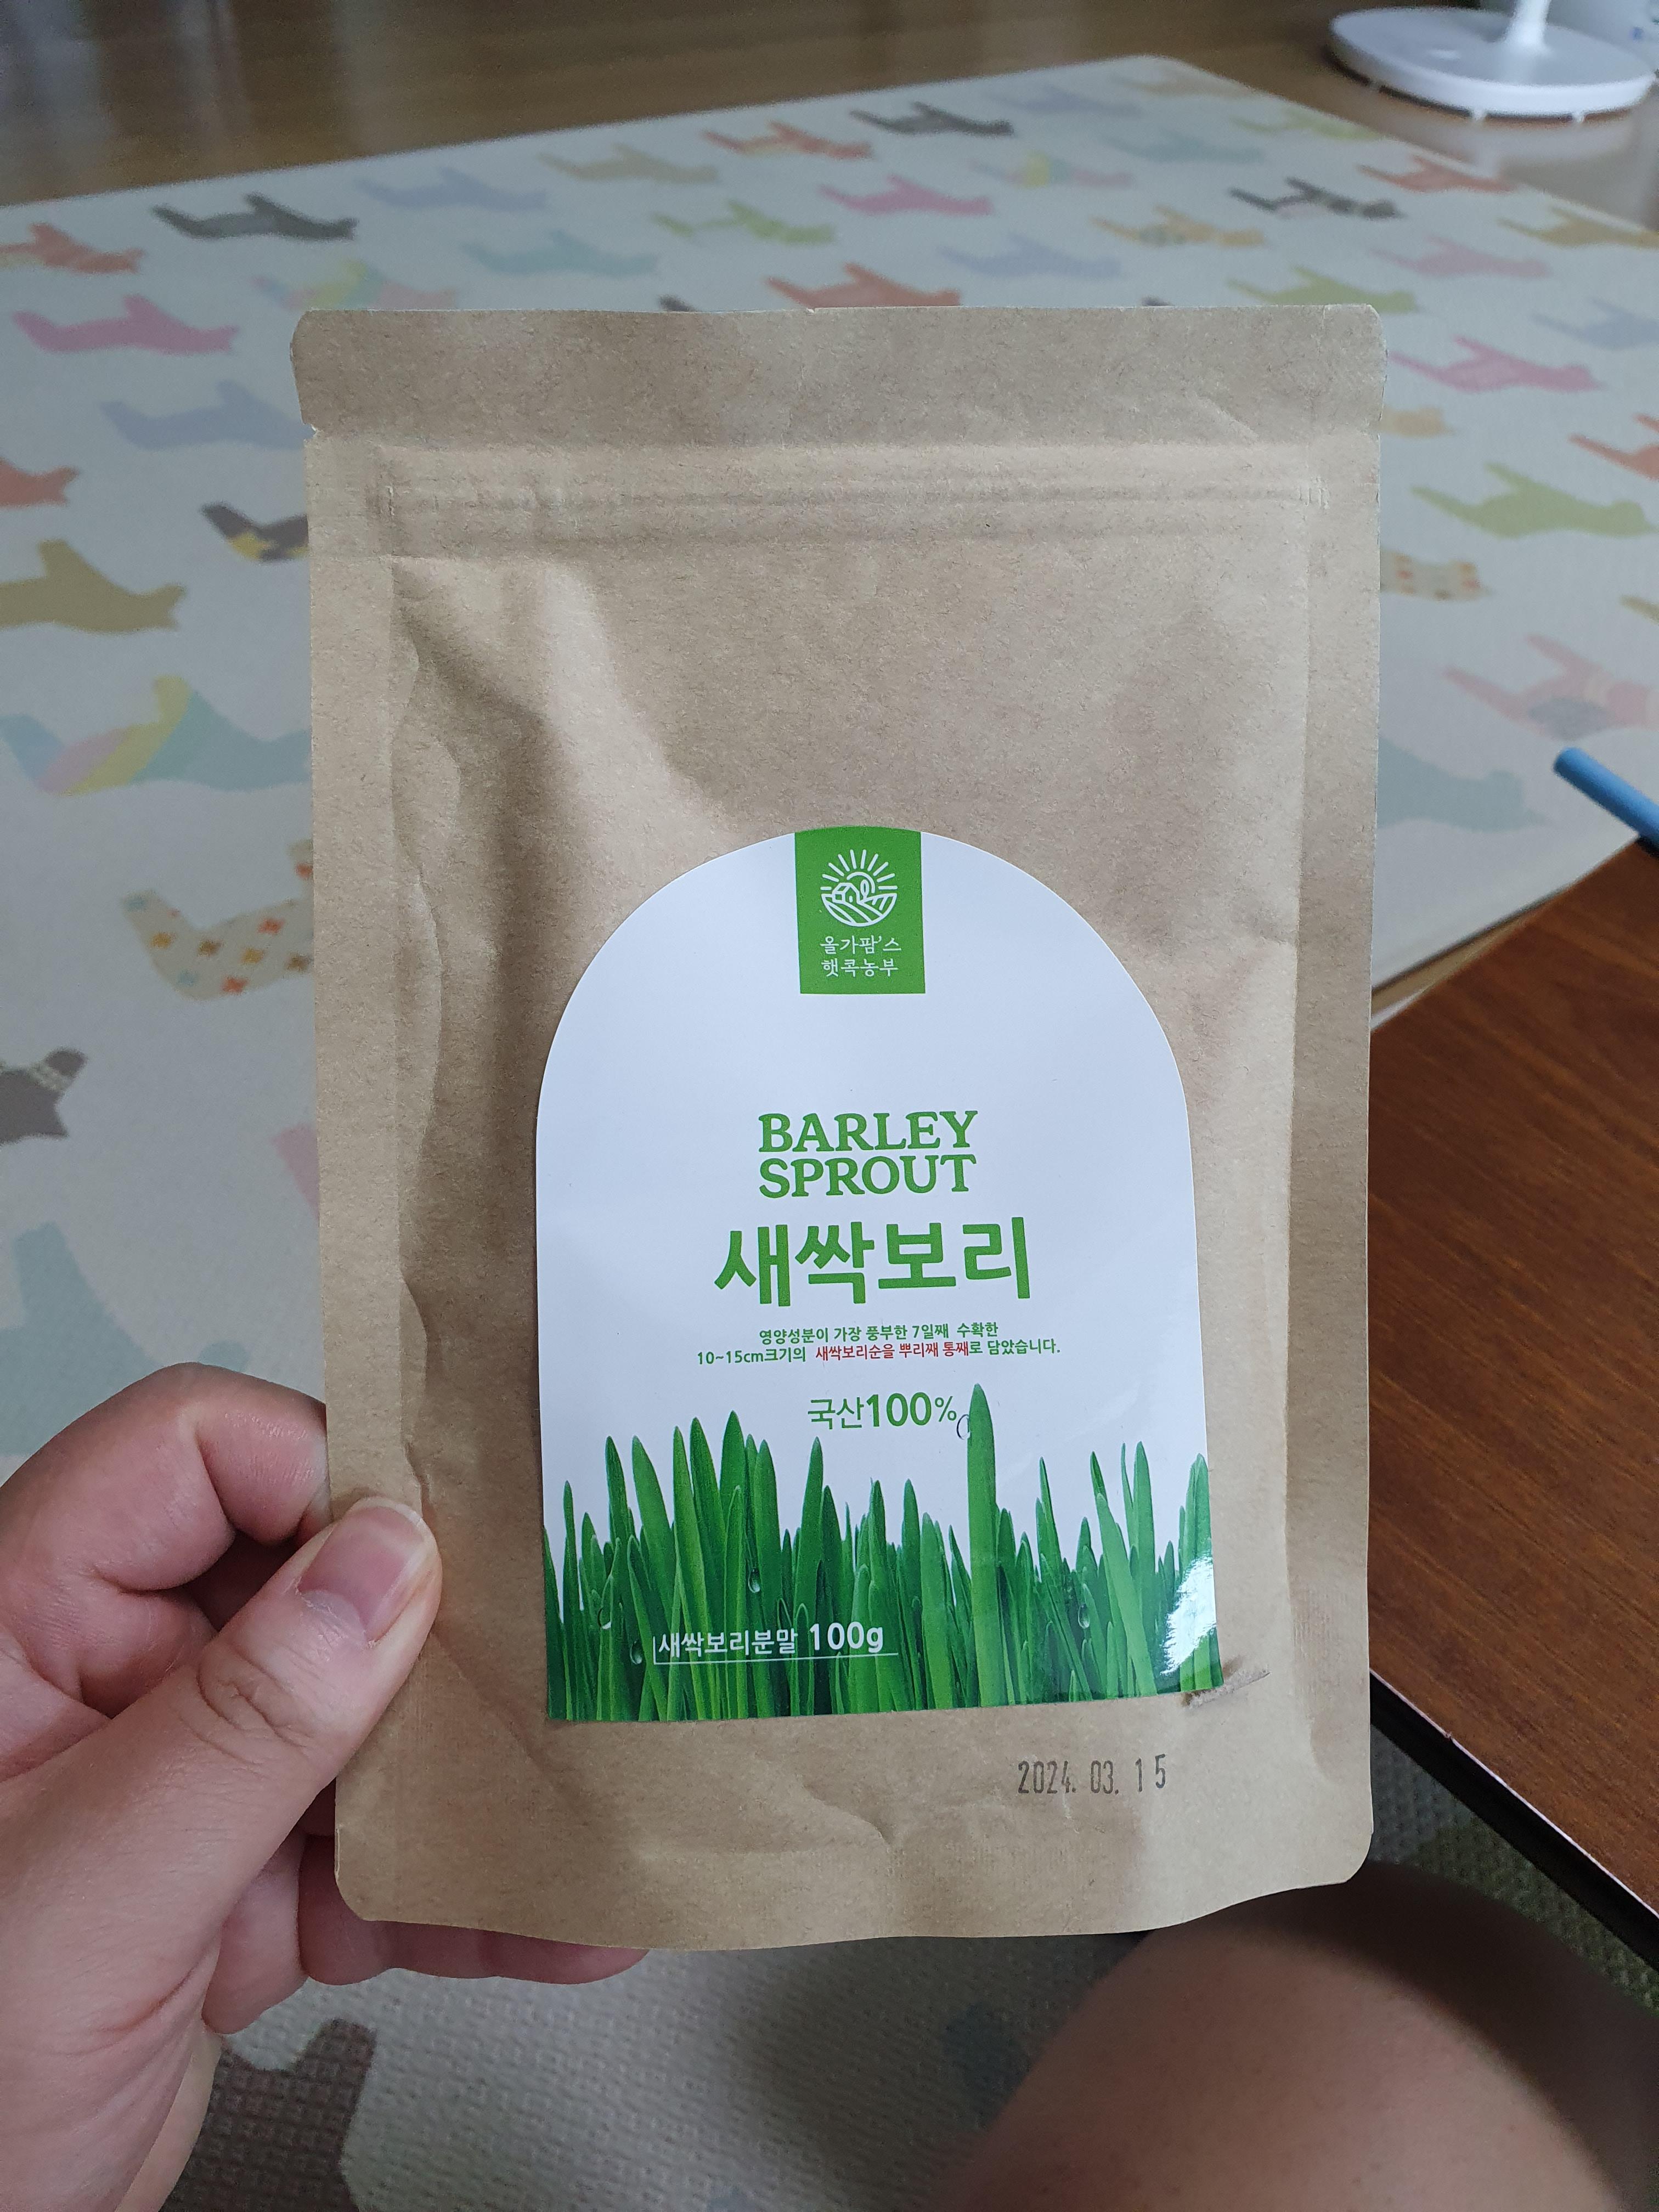 올가팜's
햇콕농부
BARLEY
SPROUT
새싹보리
영양성분이 가장 풍부한 7일째 수확한
10~15cm크기의 새싹보리순을 뿌리째 통째로 담았습니다.
국산100%
새싹보리분말 100g
2024. 03. 15